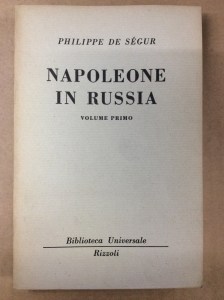 PHILIPPE DE SÉGUR
NAPOLEONE
IN RUSSIA
VOLUME PRIMO
Biblioteca Universale
Rizzoli